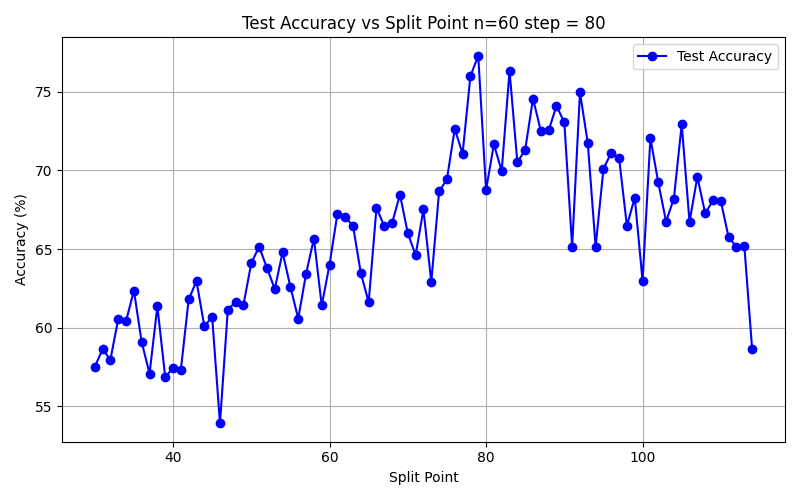 Test Accuracy vs Split Point n=60 step = 80
Test Accuracy
Accuracy (%)
75
70
65
60
55
40
60
80
100
Split Point